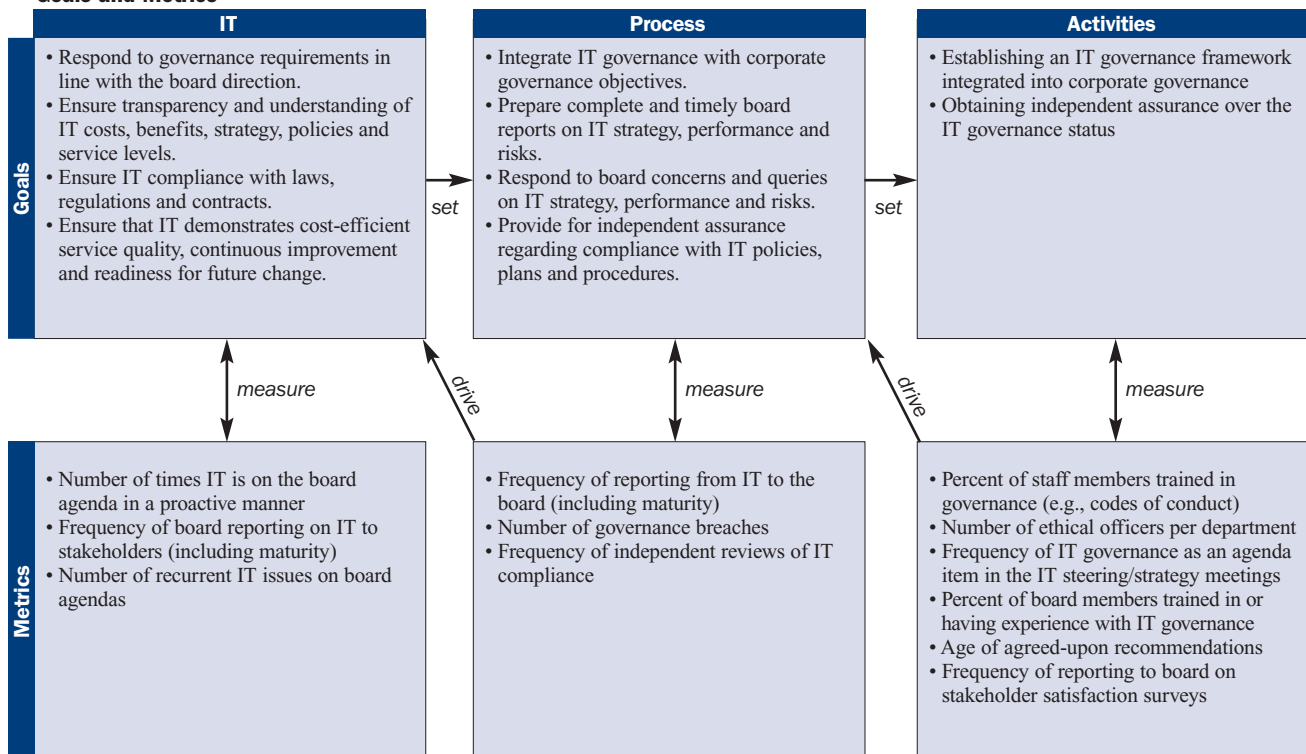 Goals and Metrics
IT
Process
Activities
Goals
• Respond to governance requirements in
line with the board direction.
• Ensure transparency and understanding of
IT costs, benefits, strategy, policies and
service levels.
• Ensure IT compliance with laws,
regulations and contracts.
• Ensure that IT demonstrates cost-efficient
service quality, continuous improvement
and readiness for future change.
set
• Integrate IT governance with corporate
governance objectives.
• Prepare complete and timely board
reports on IT strategy, performance and
risks.
• Respond to board concerns and queries
on IT strategy, performance and risks.
• Provide for independent assurance
regarding compliance with IT policies,
plans and procedures.
set
• Establishing an IT governance framework
integrated into corporate governance
• Obtaining independent assurance over the
IT governance status
measure
drive
measure
drive
measure
Metrics
• Number of times IT is on the board
agenda in a proactive manner
• Frequency of board reporting on IT to
stakeholders (including maturity)
• Number of recurrent IT issues on board
agendas
• Frequency of reporting from IT to the
board (including maturity)
• Number of governance breaches
• Frequency of independent reviews of IT
compliance
• Percent of staff members trained in
governance (e.g., codes of conduct)
• Number of ethical officers per department
• Frequency of IT governance as an agenda
item in the IT steering/strategy meetings
• Percent of board members trained in or
having experience with IT governance
• Age of agreed-upon recommendations
• Frequency of reporting to board on
stakeholder satisfaction surveys